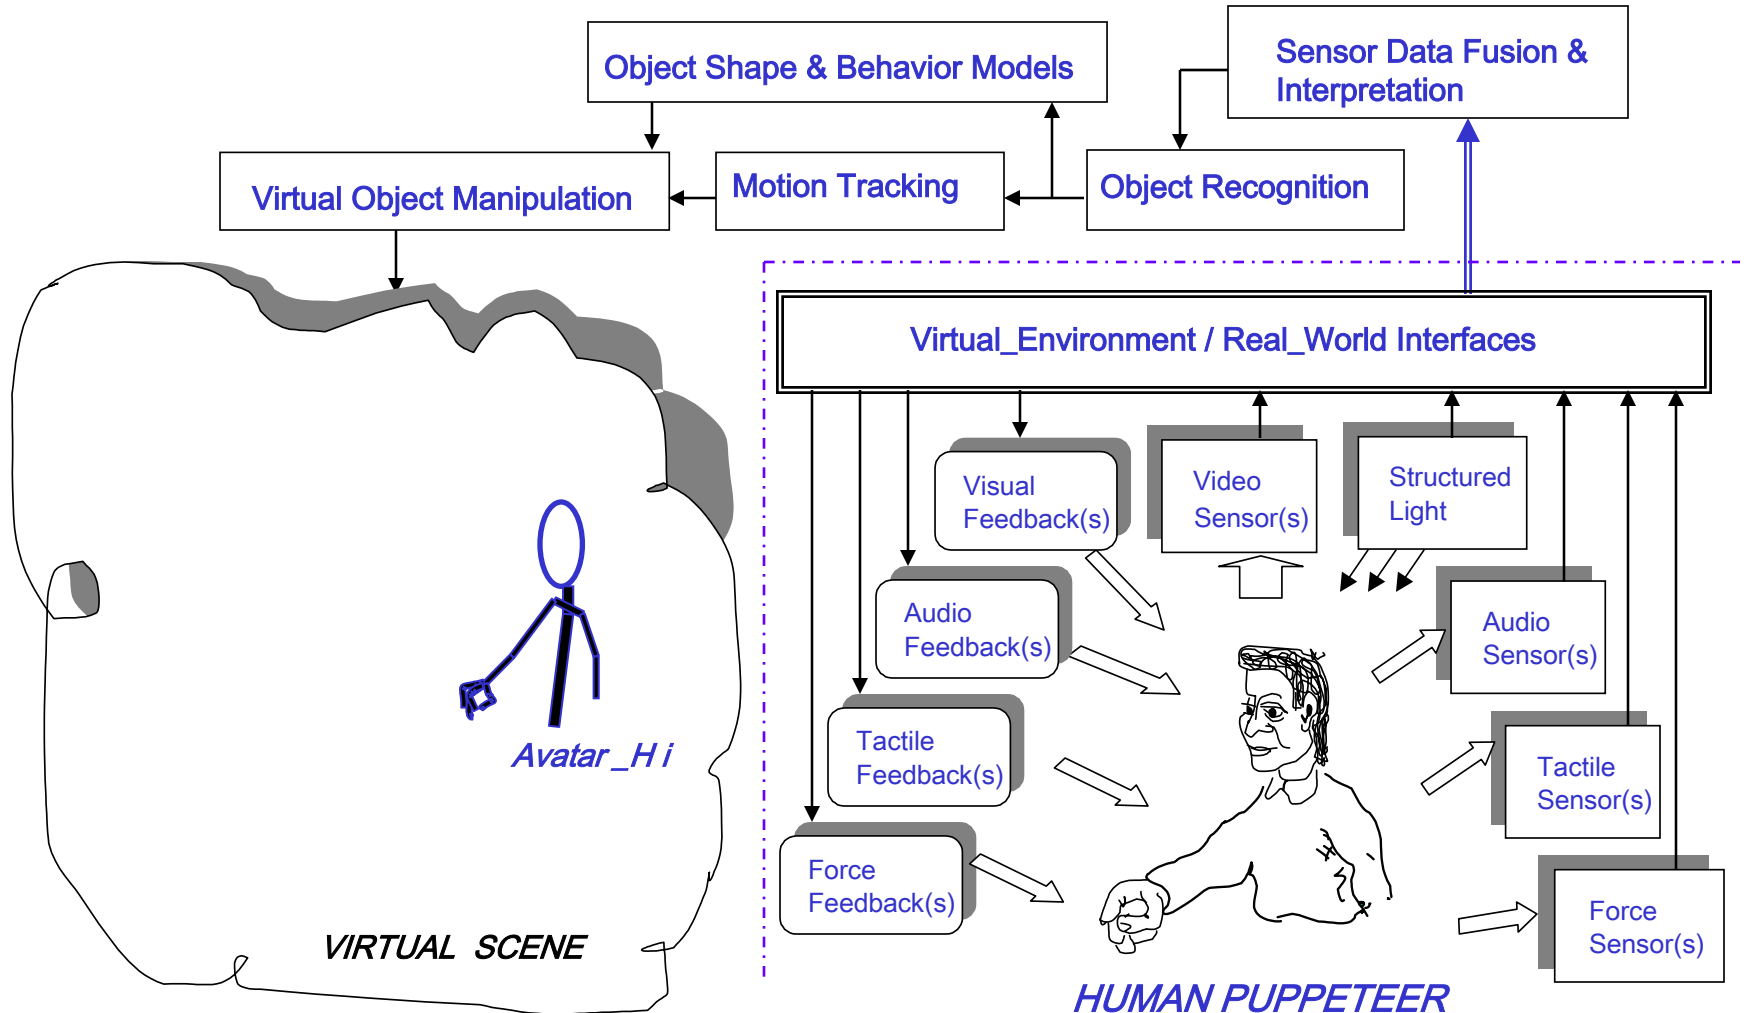 Object Shape & Behavior Models
Sensor Data Fusion &
Interpretation
Virtual Object Manipulation
Motion Tracking
Object Recognition
Virtual_Environment / Real_World Interfaces
Visual
Feedback(s)
Video
Sensor(s)
Structured
Light
Audio
Feedback(s)
Audio
Sensor(s)
Tactile
Feedback(s)
Tactile
Sensor(s)
Force
Feedback(s)
Force
Sensor(s)
Avatar_H i
VIRTUAL SCENE
HUMAN PUPPETEER